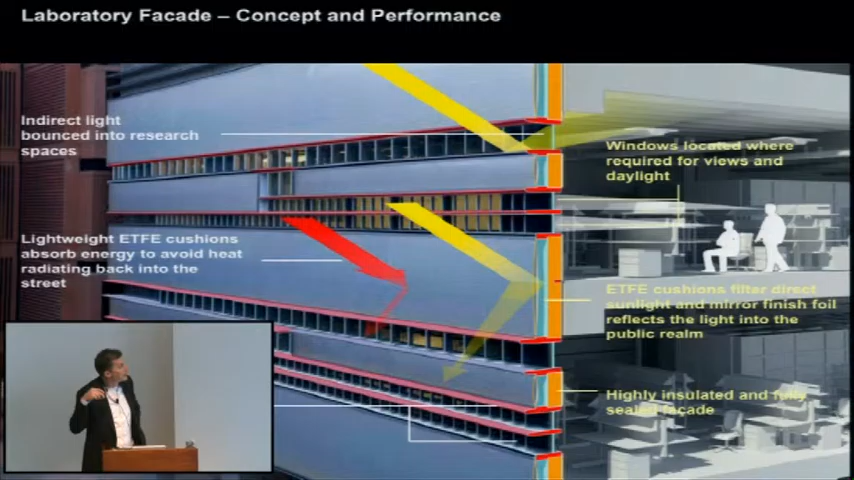 Laboratory Facade – Concept and Performance
Indirect light
bounced into research
spaces
Windows located where
required for views and
daylight
Lightweight ETFE cushions
absorb energy to avoid heat
radiating back into the
street
ETFE cushions filter direct
sunlight and mirror finish foil
reflects the light into the
public realm
Highly insulated and fully
sealed facade